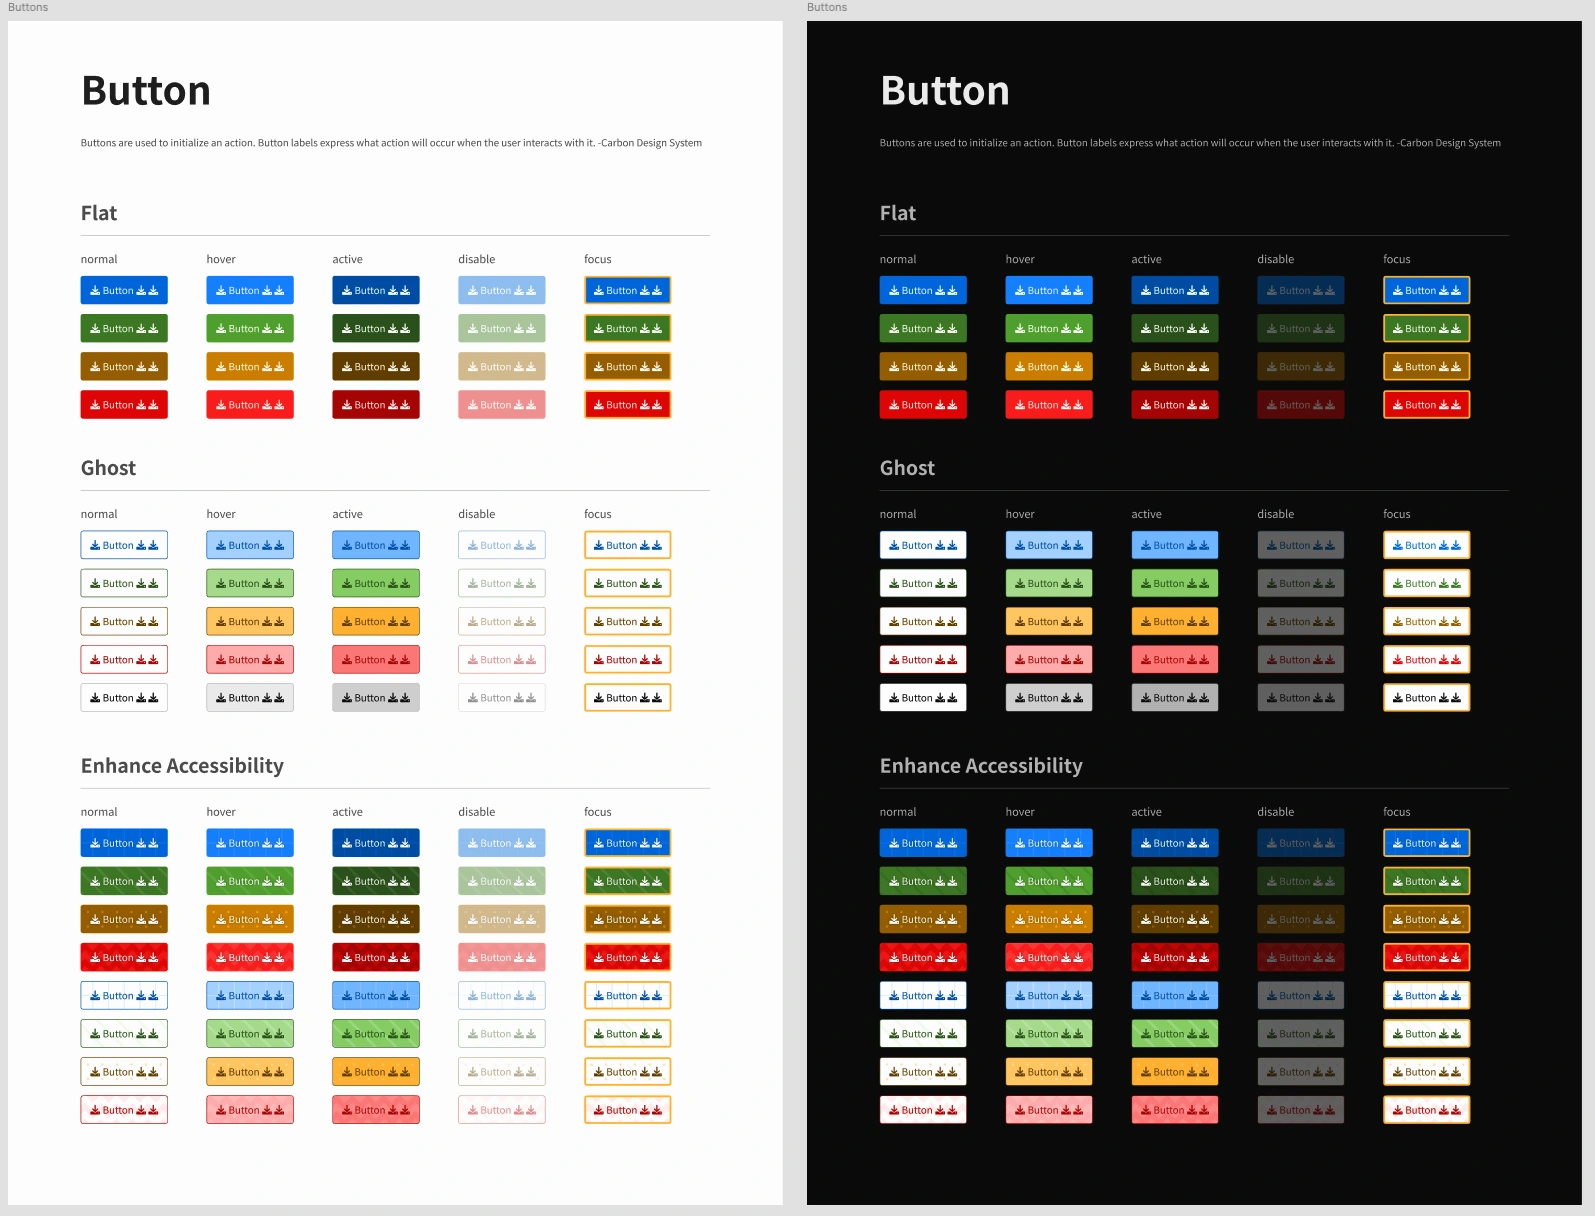 Buttons
Button
Buttons are used to initialize an action. Button labels express what action will occur when the user interacts with it. -Carbon Design System
Flat
normal hover active disable focus
Button Button Button Button Button
Button Button Button Button Button
Button Button Button Button Button
Button Button Button Button Button
Ghost
normal hover active disable focus
Button Button Button Button Button
Button Button Button Button Button
Button Button Button Button Button
Button Button Button Button Button
Button Button Button Button Button
Enhance Accessibility
normal hover active disable focus
Button Button Button Button Button
Button Button Button Button Button
Button Button Button Button Button
Button Button Button Button Button
Button Button Button Button Button
Button Button Button Button Button
Button Button Button Button Button
Button Button Button Button Button
Buttons
Button
Buttons are used to initialize an action. Button labels express what action will occur when the user interacts with it. -Carbon Design System
Flat
normal hover active disable focus
Button Button Button Button Button
Button Button Button Button Button
Button Button Button Button Button
Button Button Button Button Button
Ghost
normal hover active disable focus
Button Button Button Button Button
Button Button Button Button Button
Button Button Button Button Button
Button Button Button Button Button
Button Button Button Button Button
Enhance Accessibility
normal hover active disable focus
Button Button Button Button Button
Button Button Button Button Button
Button Button Button Button Button
Button Button Button Button Button
Button Button Button Button Button
Button Button Button Button Button
Button Button Button Button Button
Button Button Button Button Button